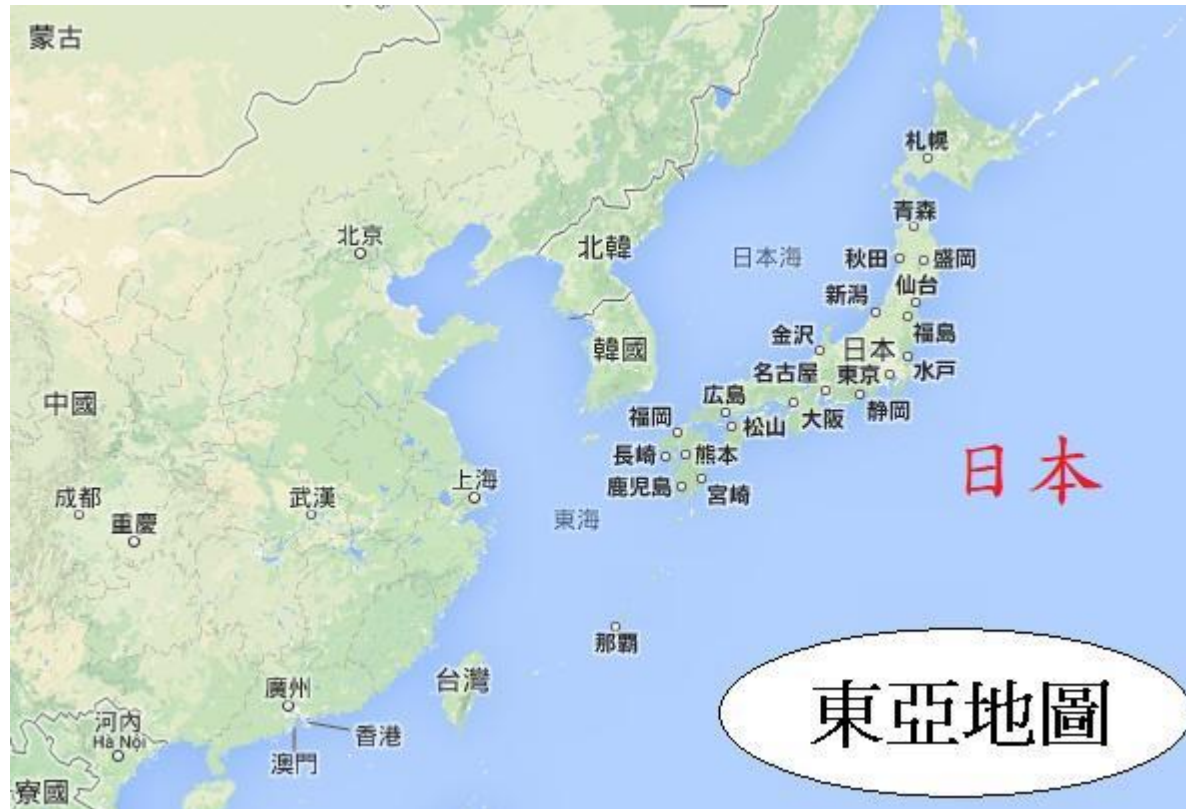 蒙古
札幌
青森
北京
北韓
日本海
秋田
盛岡
仙台
新潟
福島
金沢
日本
韓國
名古屋
東京
水戸
中國
広島
静岡
福岡
松山
大阪
長崎
熊本
日本
上海
鹿児島
宮崎
成都
武漢
重慶
東海
那覇
台灣
廣州
東亞地圖
河內
Hà Nội
香港
澳門
寮國